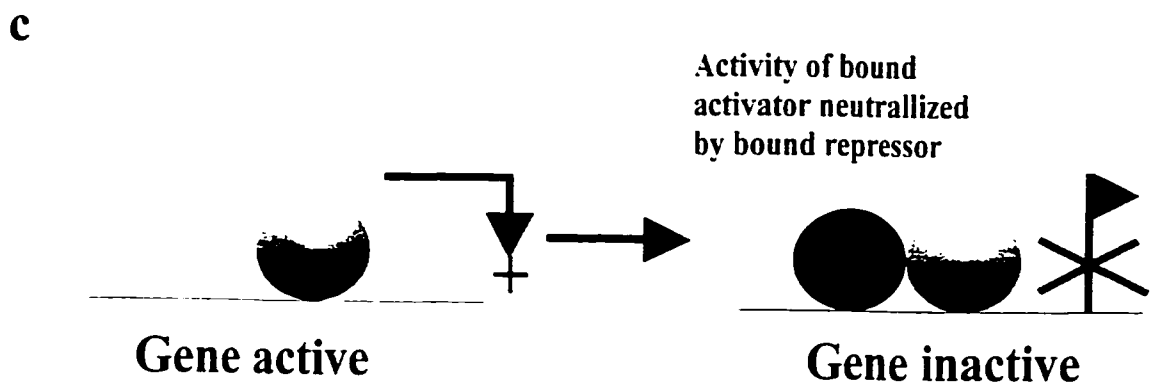 c
Activity of bound
activator neutrallized
by bound repressor
Gene active
Gene inactive